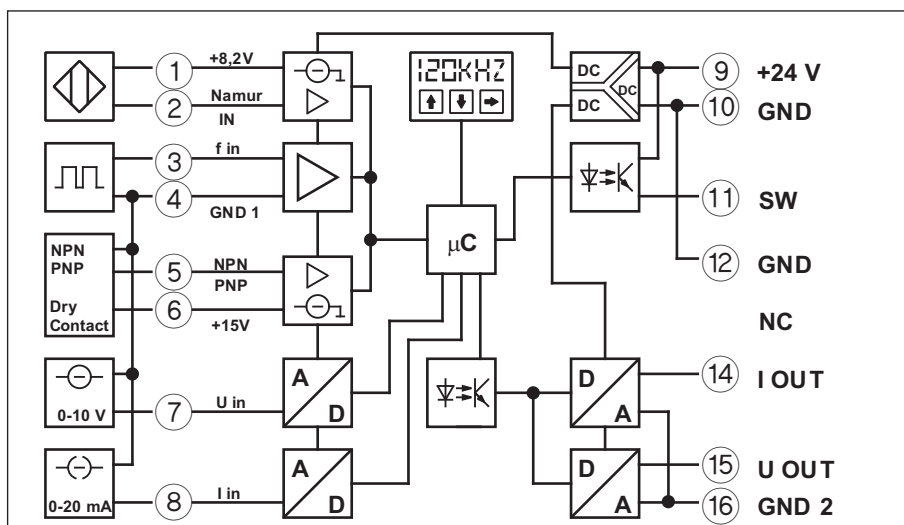 1 +8,2V
2 Namur
IN
3 f in
4
GND 1
NPN
PNP
Dry
Contact
5 NPN
PNP
6
+15V
0-10 V
7 U in
0-20 mA
8 I in
120KHZ
µC
A
D
A
D
DC
DC
DC
D
A
D
A
9 +24 V
10 GND
11 SW
12 GND
NC
14 I OUT
15 U OUT
16 GND 2